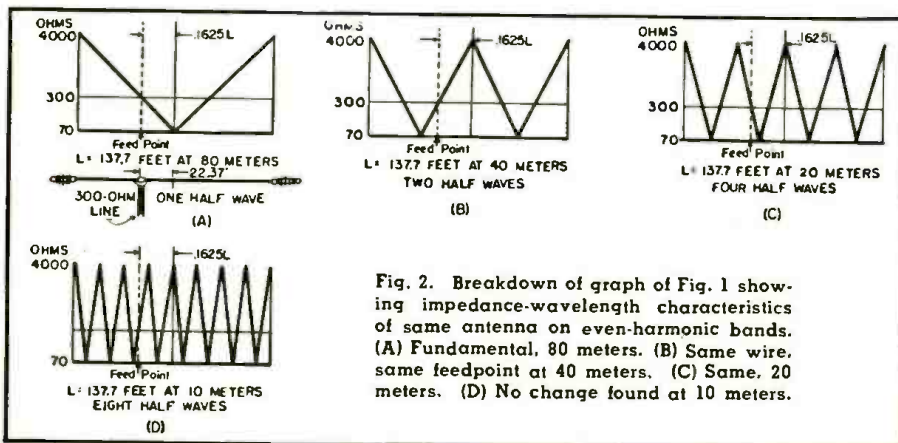 OHMS
4000
.1625L
300
70
Feed Point
L= 137.7 FEET AT 80 METERS
22.37'
300-OHM
LINE
ONE HALF WAVE
(A)
OHMS
4000
.1625L
300
70
Feed Point
L= 137.7 FEET AT 40 METERS
TWO HALF WAVES
(B)
OHMS
4000
.1625L
300
70
Feed Point
L= 137.7 FEET AT 20 METERS
FOUR HALF WAVES
(C)
OHMS
4000
.1625L
70
Feed Point
L= 137.7 FEET AT 10 METERS
EIGHT HALF WAVES
(D)
Fig. 2. Breakdown of graph of Fig. 1 show-
ing impedance-wavelength characteristics
of same antenna on even-harmonic bands.
(A) Fundamental, 80 meters. (B) Same wire,
same feedpoint at 40 meters. (C) Same, 20
meters. (D) No change found at 10 meters.